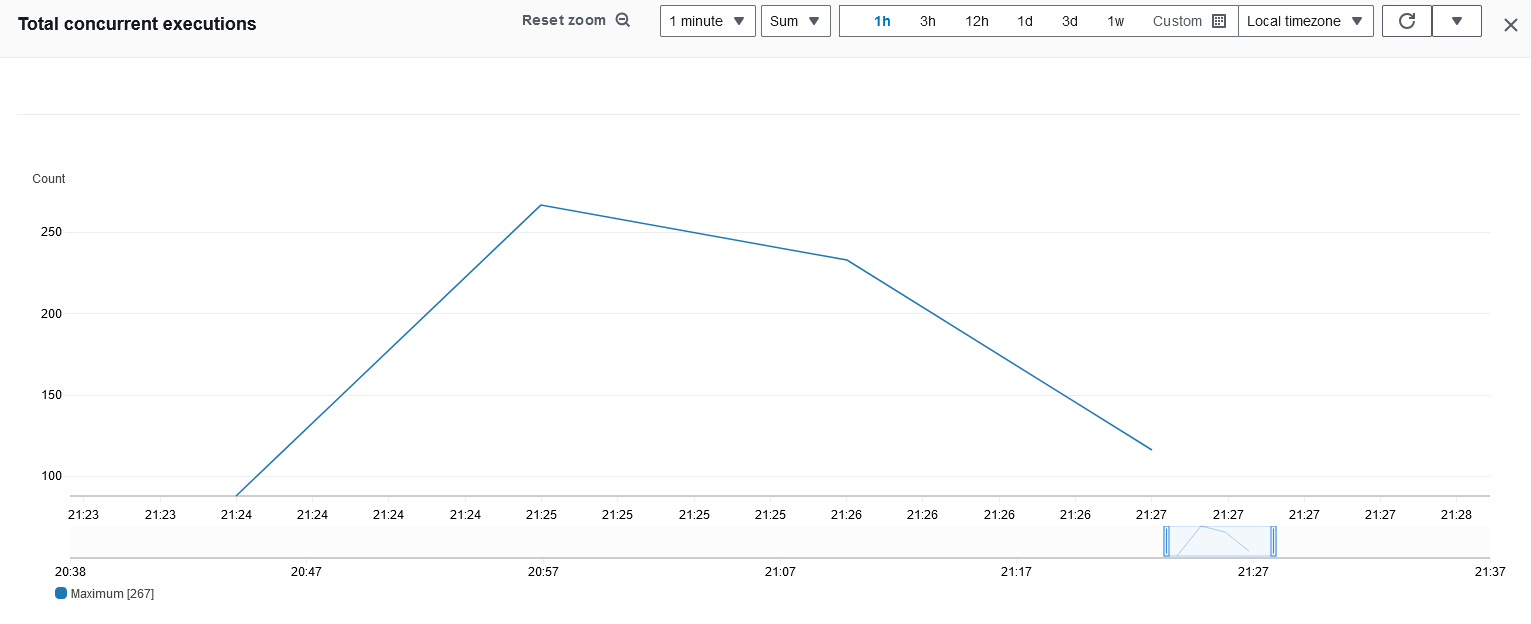 Total concurrent executions
Reset zoom
1 minute
Sum
1h 3h 12h 1d 3d 1w Custom
Local timezone
Count
250
200
150
100
21:23 21:23 21:24 21:24 21:24 21:24 21:25 21:25 21:25 21:25 21:26 21:26 21:26 21:26 21:27 21:27 21:27 21:27 21:28
20:38 20:47 20:57 21:07 21:17 21:27 21:37
Maximum [267]